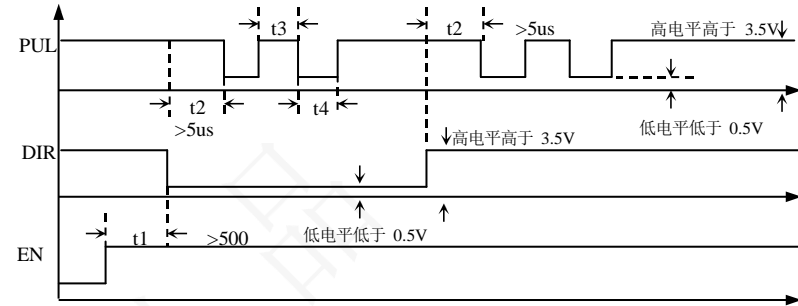 t3
t2
>5us
高电平高于 3.5V
PUL
t2
t4
>5us
低电平低于 0.5V
高电平高于 3.5V
DIR
t1
>500
低电平低于 0.5V
EN